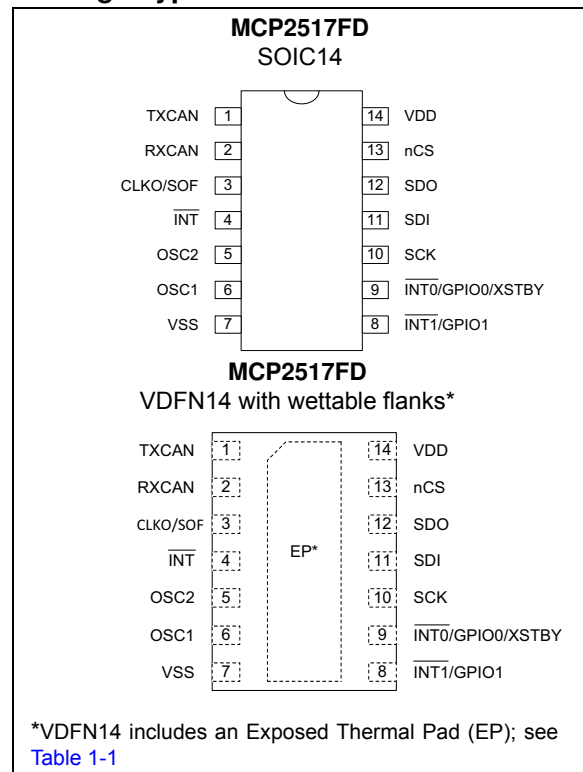 MCP2517FD
SOIC14
TXCAN 1 14 VDD
RXCAN 2 13 nCS
CLKO/SOF 3 12 SDO
INT 4 11 SDI
OSC2 5 10 SCK
OSC1 6 9 INT0/GPIO0/XSTBY
VSS 7 8 INT1/GPIO1
MCP2517FD
VDFN14 with wettable flanks*
TXCAN 1 14 VDD
RXCAN 2 13 nCS
CLKO/SOF 3 12 SDO
INT 4 EP* 11 SDI
OSC2 5 10 SCK
OSC1 6 9 INT0/GPIO0/XSTBY
VSS 7 8 INT1/GPIO1
*VDFN14 includes an Exposed Thermal Pad (EP); see
Table 1-1